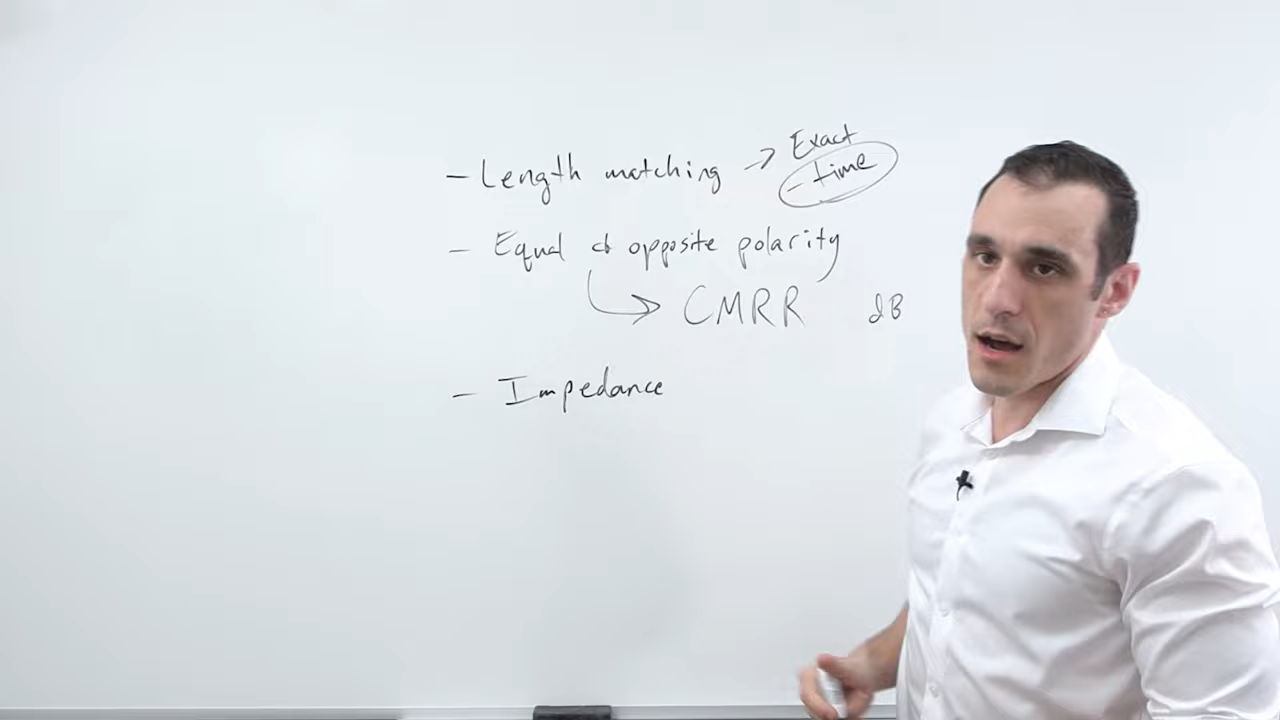 - Length matching → Exact
- time
- Equal & opposite polarity
→ CMRR dB
- Impedance